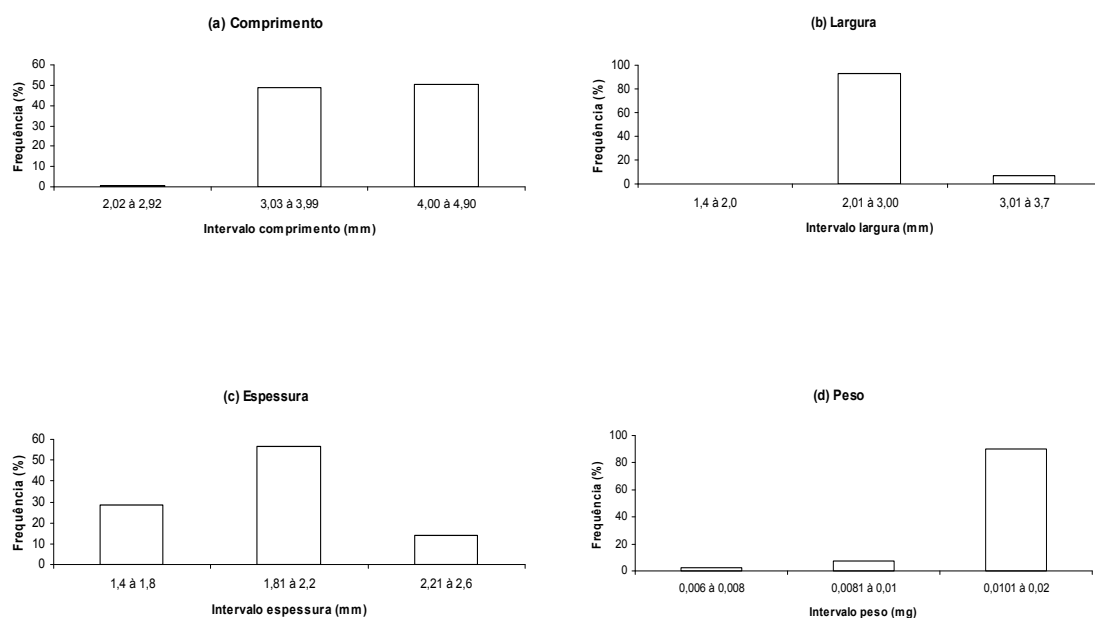 (a) Comprimento
Frequência (%)
60
50
40
30
20
10
0
2,02 à 2,92
3,03 à 3,99
4,00 à 4,90
Intervalo comprimento (mm)
(b) Largura
Frequência (%)
100
80
60
40
20
0
1,4 à 2,0
2,01 à 3,00
3,01 à 3,7
Intervalo largura (mm)
(c) Espessura
Frequência (%)
60
50
40
30
20
10
0
1,4 à 1,8
1,81 à 2,2
2,21 à 2,6
Intervalo espessura (mm)
(d) Peso
Frequência (%)
100
80
60
40
20
0
0,006 à 0,008
0,0081 à 0,01
0,0101 à 0,02
Intervalo peso (mg)